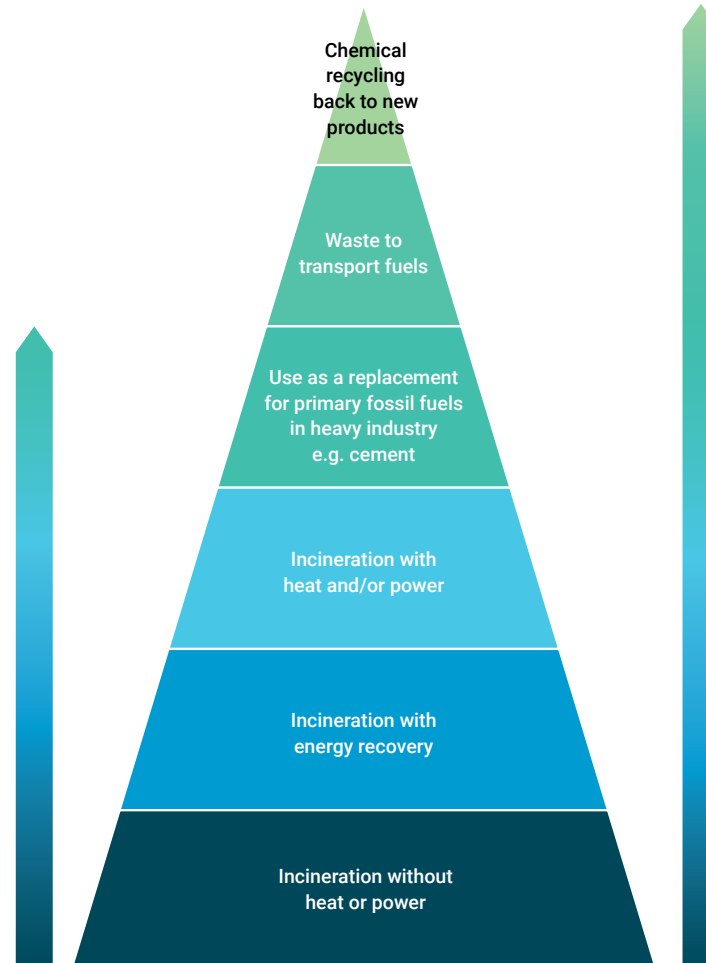 Chemical
recycling
back to new
products
Waste to
transport fuels
Use as a replacement
for primary fossil fuels
in heavy industry
e.g. cement
Incineration with
heat and/or power
Incineration with
energy recovery
Incineration without
heat or power